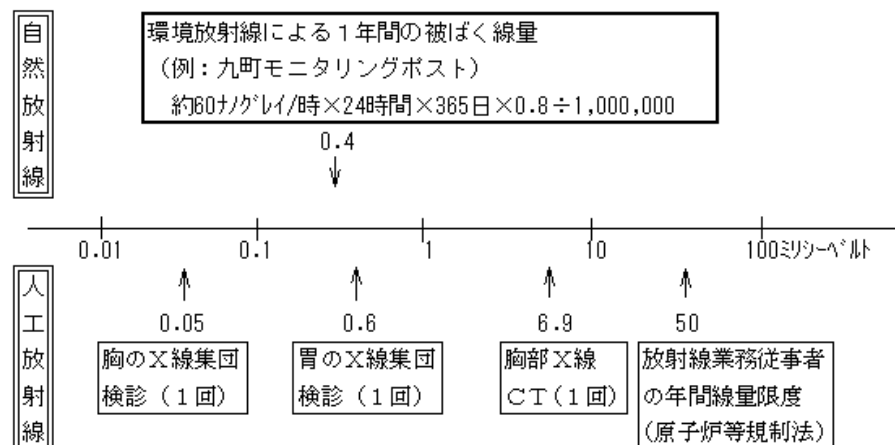 自然放射線
環境放射線による１年間の被ばく線量
（例：九町モニタリングポスト）
約60ﾅﾉｸﾞﾚｲ/時×24時間×365日×0.8÷1,000,000
0.4
↓
0.01 0.1 1 10 100ﾐﾘｼｰﾍﾞﾙﾄ
人工放射線
↑ ↑ ↑ ↑
0.05 0.6 6.9 50
胸のＸ線集団
検診（１回）
胃のＸ線集団
検診（１回）
胸部Ｘ線
ＣＴ(１回)
放射線業務従事者
の年間線量限度
(原子炉等規制法)